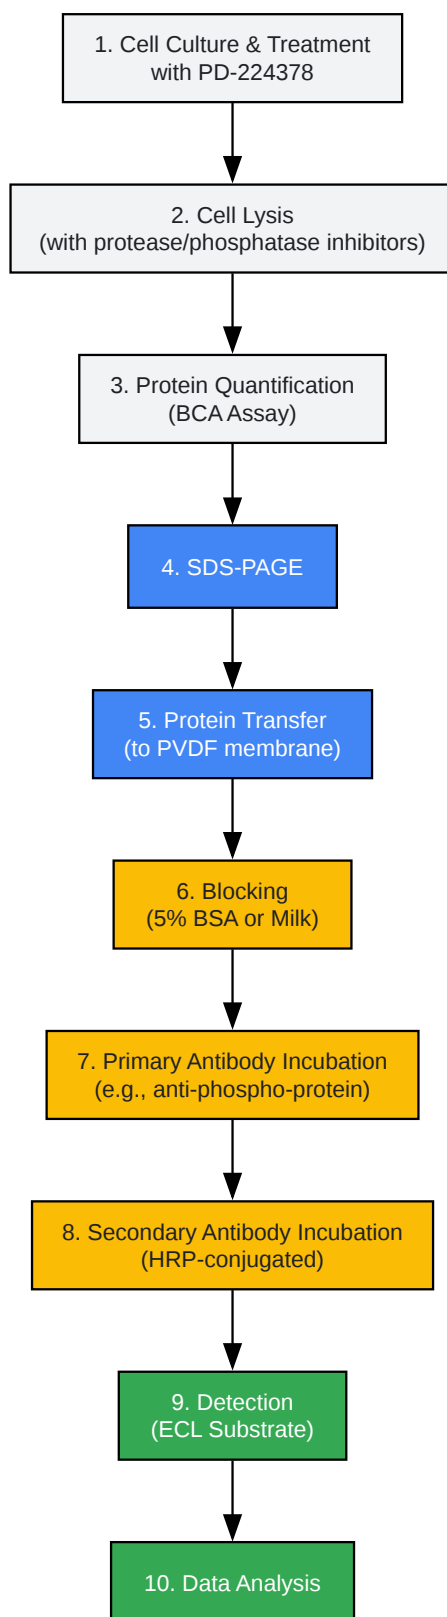 1. Cell Culture & Treatment
with PD-224378
2. Cell Lysis
(with protease/phosphatase inhibitors)
3. Protein Quantification
(BCA Assay)
4. SDS-PAGE
5. Protein Transfer
(to PVDF membrane)
6. Blocking
(5% BSA or Milk)
7. Primary Antibody Incubation
(e.g., anti-phospho-protein)
8. Secondary Antibody Incubation
(HRP-conjugated)
9. Detection
(ECL Substrate)
10. Data Analysis